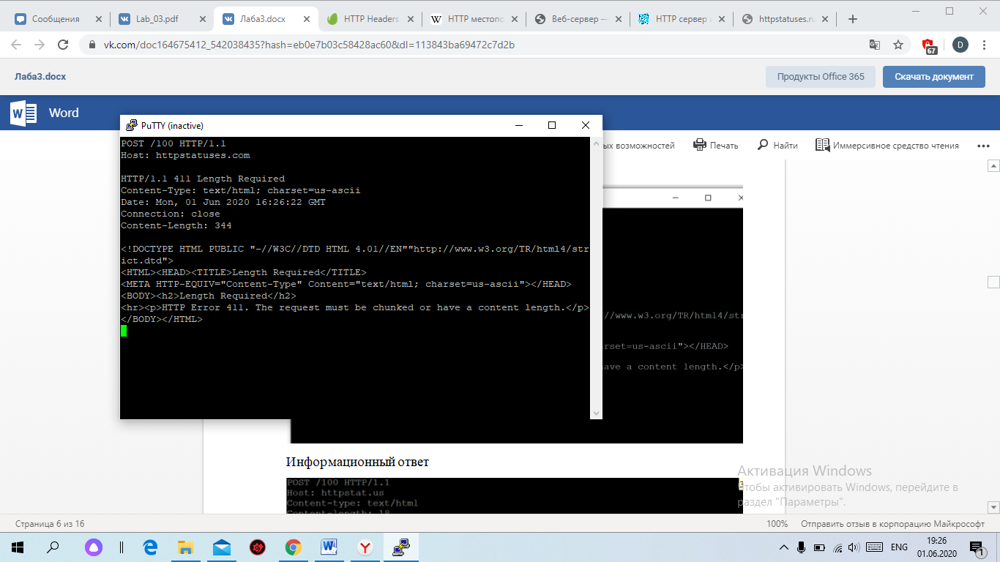 Сообщения
Lab_03.pdf
Лаба3.docx
HTTP Headers
HTTP местопо
Веб-сервер —
HTTP сервер
httpstatuses.ru
vk.com/doc164675412_542038435?hash=eb0e7b03c58428ac60&dl=113843ba69472c7d2b
67
D
Лаба3.docx
Продукты Office 365
Скачать документ
Word
ых возможностей
Печать
Найти
Иммерсивное средство чтения
PuTTY (inactive)
POST /100 HTTP/1.1
Host: httpstatuses.com
HTTP/1.1 411 Length Required
Content-Type: text/html; charset=us-ascii
Date: Mon, 01 Jun 2020 16:26:22 GMT
Connection: close
Content-Length: 344
<!DOCTYPE HTML PUBLIC "-//W3C//DTD HTML 4.01//EN""http://www.w3.org/TR/html4/str
ict.dtd">
<HTML><HEAD><TITLE>Length Required</TITLE>
<META HTTP-EQUIV="Content-Type" Content="text/html; charset=us-ascii"></HEAD>
<BODY><h2>Length Required</h2>
<hr><p>HTTP Error 411. The request must be chunked or have a content length.</p>
</BODY></HTML>
//www.w3.org/TR/html4/str
arset=us-ascii"></HEAD>
ave a content length.</p>
Информационный ответ
POST /100 HTTP/1.1
Host: httpstat.us
Content-type: text/html
Content-length: 18
Активация Windows
Чтобы активировать Windows, перейдите в
раздел "Параметры".
Страница 6 из 16
100%
Отправить отзыв в корпорацию Майкрософт
ENG
19:26
01.06.2020
1